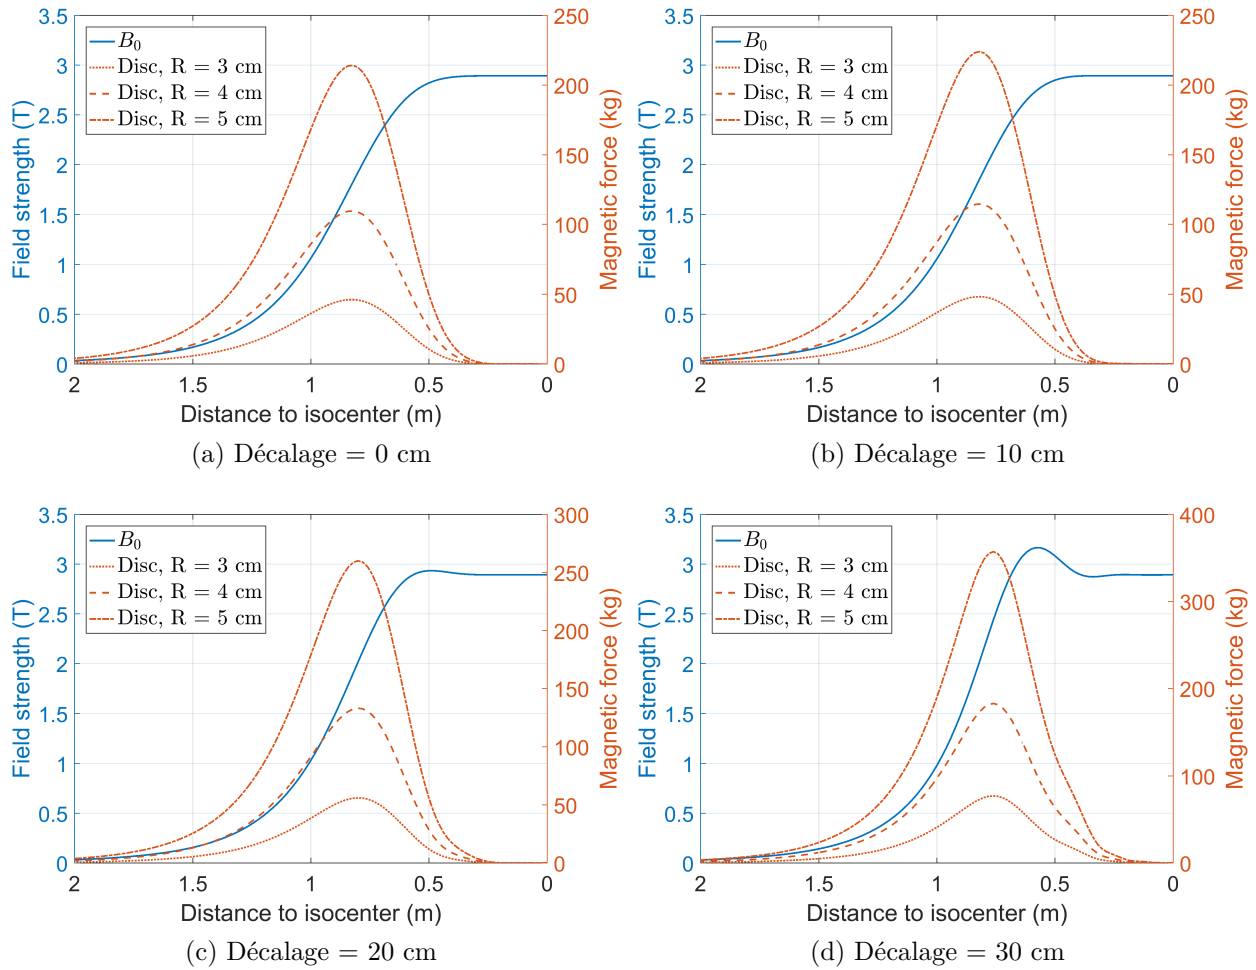 3.5
3
2.5
2
1.5
1
0.5
0
250
200
150
100
50
0
2
1.5
1
0.5
0
Field strength (T)
Magnetic force (kg)
B0
Disc, R = 3 cm
Disc, R = 4 cm
Disc, R = 5 cm
Distance to isocenter (m)
(a) Décalage = 0 cm
3.5
3
2.5
2
1.5
1
0.5
0
250
200
150
100
50
0
2
1.5
1
0.5
0
Field strength (T)
Magnetic force (kg)
B0
Disc, R = 3 cm
Disc, R = 4 cm
Disc, R = 5 cm
Distance to isocenter (m)
(b) Décalage = 10 cm
3.5
3
2.5
2
1.5
1
0.5
0
300
250
200
150
100
50
0
2
1.5
1
0.5
0
Field strength (T)
Magnetic force (kg)
B0
Disc, R = 3 cm
Disc, R = 4 cm
Disc, R = 5 cm
Distance to isocenter (m)
(c) Décalage = 20 cm
3.5
3
2.5
2
1.5
1
0.5
0
400
300
200
100
0
2
1.5
1
0.5
0
Field strength (T)
Magnetic force (kg)
B0
Disc, R = 3 cm
Disc, R = 4 cm
Disc, R = 5 cm
Distance to isocenter (m)
(d) Décalage = 30 cm